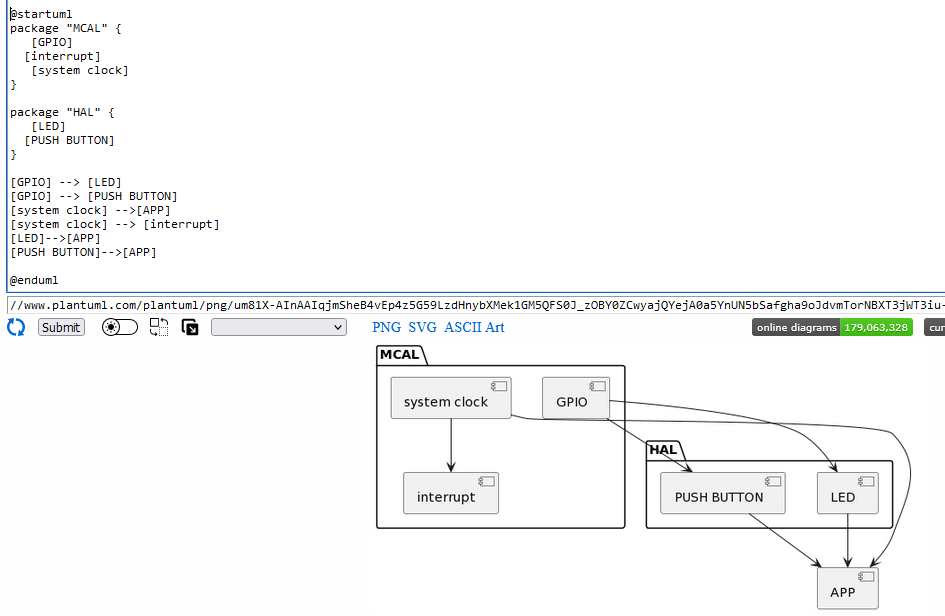 @startuml
package "MCAL" {
   [GPIO]
  [interrupt]
   [system clock]
}
package "HAL" {
   [LED]
  [PUSH BUTTON]
}
[GPIO] --> [LED]
[GPIO] --> [PUSH BUTTON]
[system clock] -->[APP]
[system clock] --> [interrupt]
[LED]-->[APP]
[PUSH BUTTON]-->[APP]
@enduml
//www.plantuml.com/plantuml/png/um81X-AInAAIqjmSheB4vEp4z5G59LzdHnybXMek1GM5QFS0J_zOBY0ZCwyajQYejA0a5YnUN5bSafgha9oJdvmTorNBXT3jWT3iu-
Submit
PNG SVG ASCII Art
online diagrams 179,063,328
cur
MCAL
system clock
GPIO
HAL
interrupt
PUSH BUTTON
LED
APP